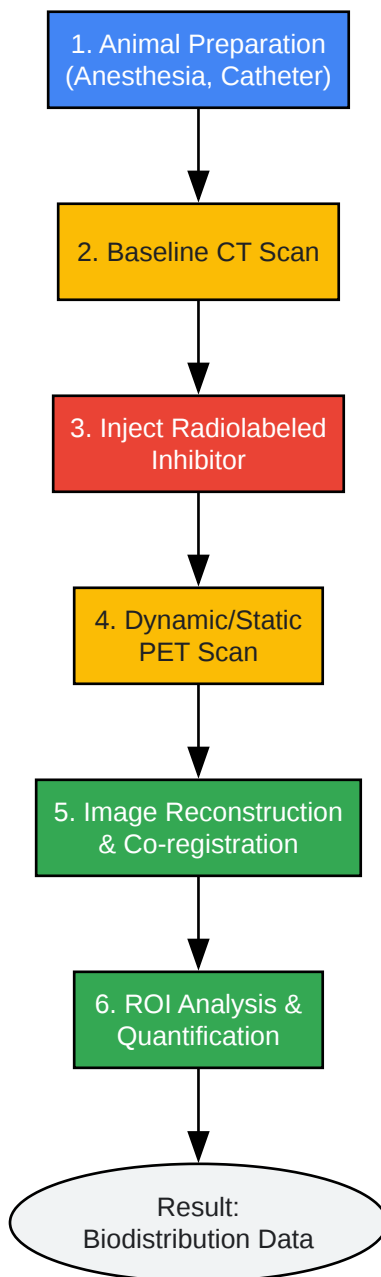 1. Animal Preparation
(Anesthesia, Catheter)
2. Baseline CT Scan
3. Inject Radiolabeled
Inhibitor
4. Dynamic/Static
PET Scan
5. Image Reconstruction
& Co-registration
6. ROI Analysis &
Quantification
Result:
Biodistribution Data